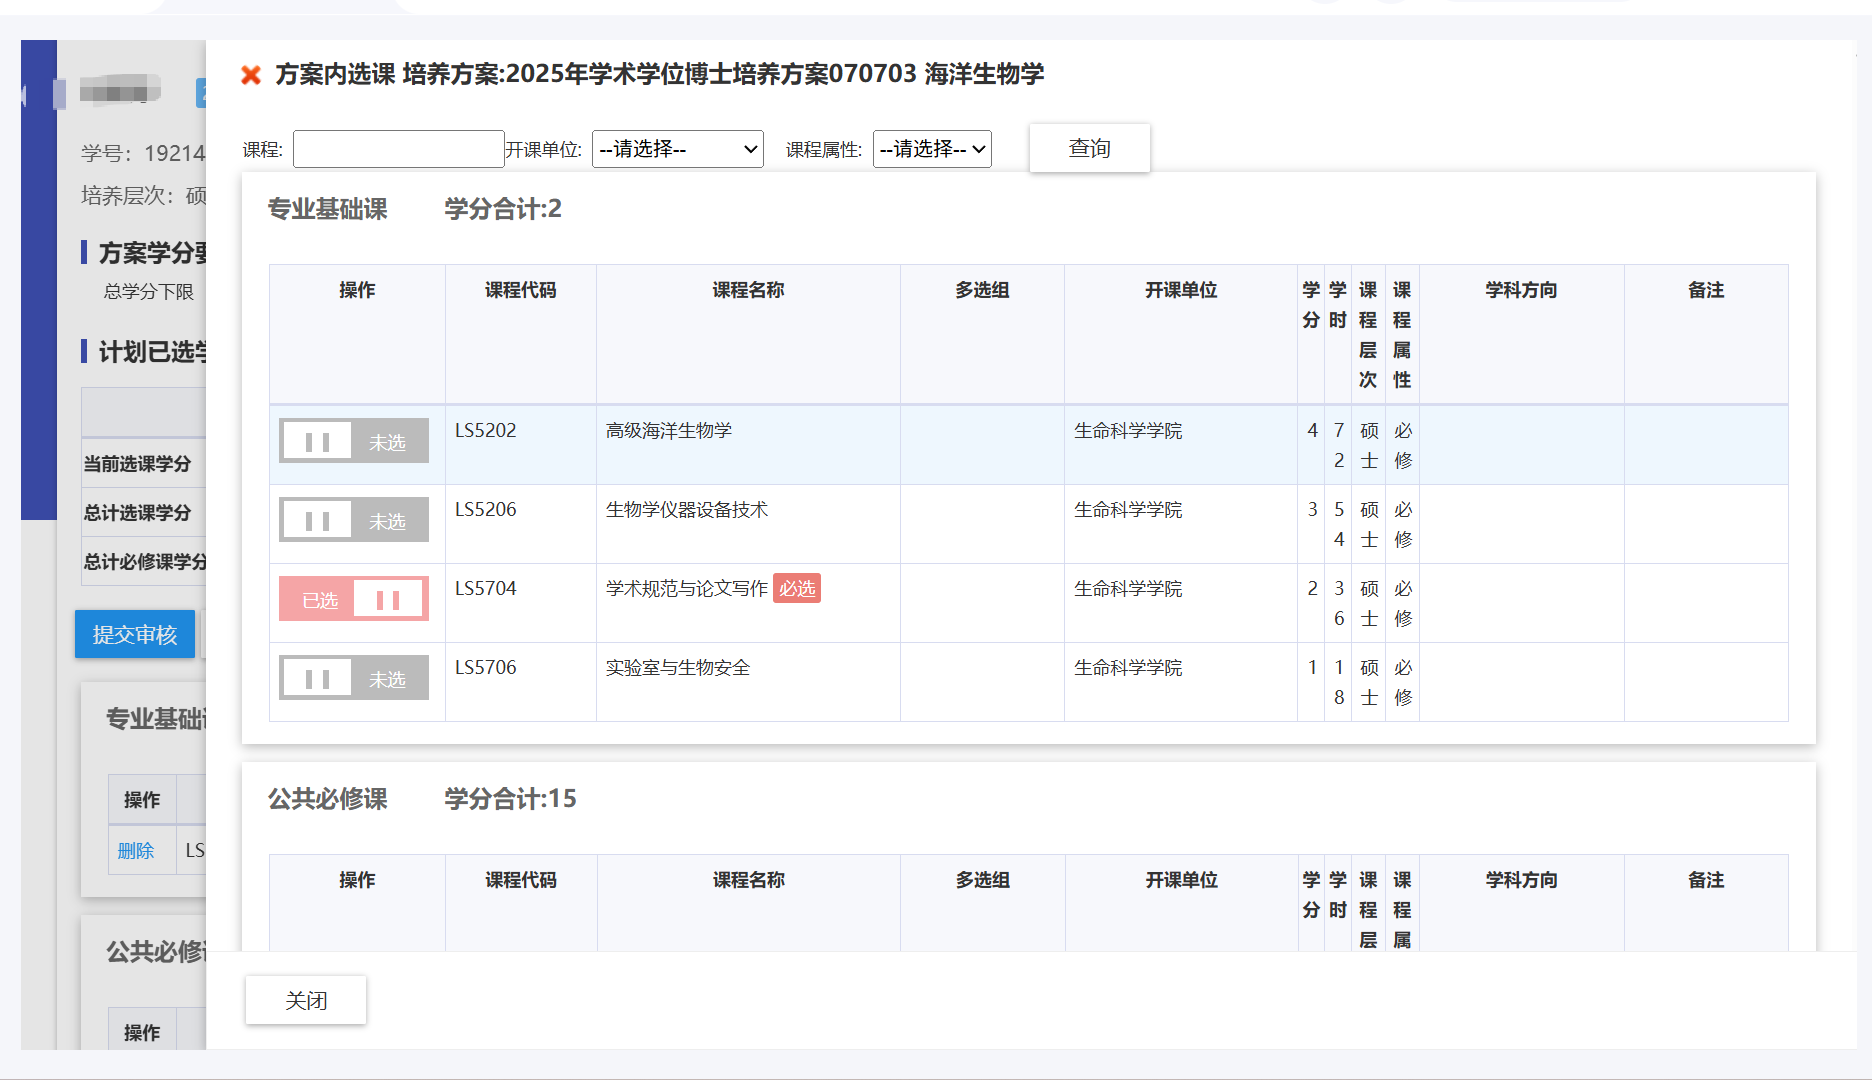 方案内选课 培养方案:2025年学术学位博士培养方案070703 海洋生物学
课程: 开课单位: --请选择-- 课程属性: --请选择-- 查询
专业基础课 学分合计:2
操作 课程代码 课程名称 多选组 开课单位 学分 学时 课程层次 课程属性 学科方向 备注
未选 LS5202 高级海洋生物学 生命科学学院 4 72 硕士 必修
未选 LS5206 生物学仪器设备技术 生命科学学院 3 54 硕士 必修
已选 LS5704 学术规范与论文写作 必选 生命科学学院 2 36 硕士 必修
未选 LS5706 实验室与生物安全 生命科学学院 1 18 硕士 必修
公共必修课 学分合计:15
操作 课程代码 课程名称 多选组 开课单位 学分 学时 课程层 课程属 学科方向 备注
关闭
学号：19214
培养层次：硕
方案学分要
总学分下限
计划已选学
当前选课学分
总计选课学分
总计必修课学分
提交审核
专业基础课
操作
删除 LS
公共必修课
操作